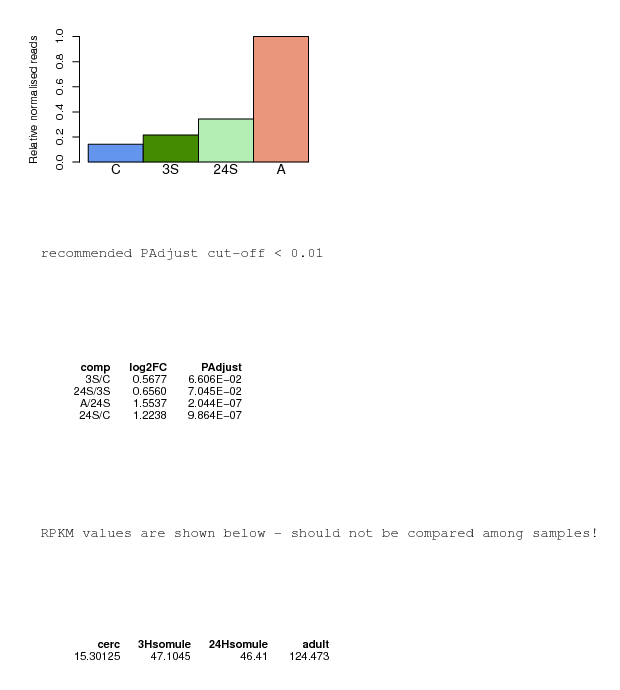 Relative normalised reads
1.0
0.8
0.6
0.4
0.2
0.0
C 3S 24S A
recommended PAdjust cut-off < 0.01
comp log2FC PAdjust
3S/C 0.5677 6.606E−02
24S/3S 0.6560 7.045E−02
A/24S 1.5537 2.044E−07
24S/C 1.2238 9.864E−07
RPKM values are shown below - should not be compared among samples!
cerc 3Hsomule 24Hsomule adult
15.30125 47.1045 46.41 124.473